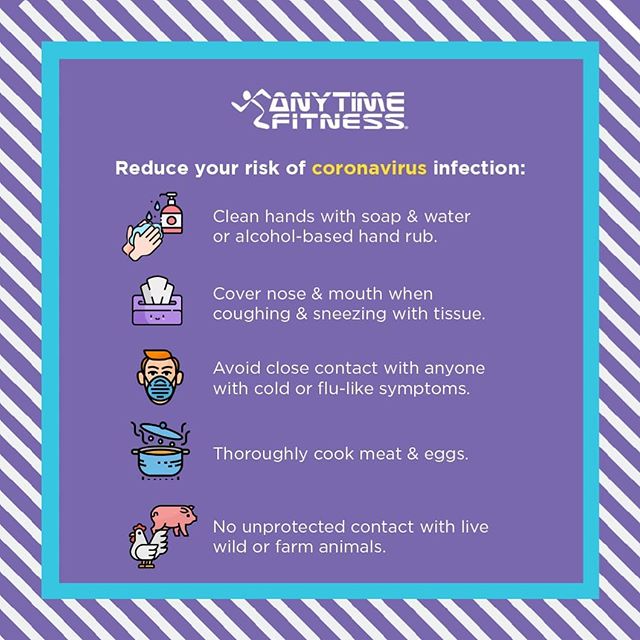 ANYTIME
FITNESS®
Reduce your risk of coronavirus infection:
Clean hands with soap & water
or alcohol-based hand rub.
Cover nose & mouth when
coughing & sneezing with tissue.
Avoid close contact with anyone
with cold or flu-like symptoms.
Thoroughly cook meat & eggs.
No unprotected contact with live
wild or farm animals.